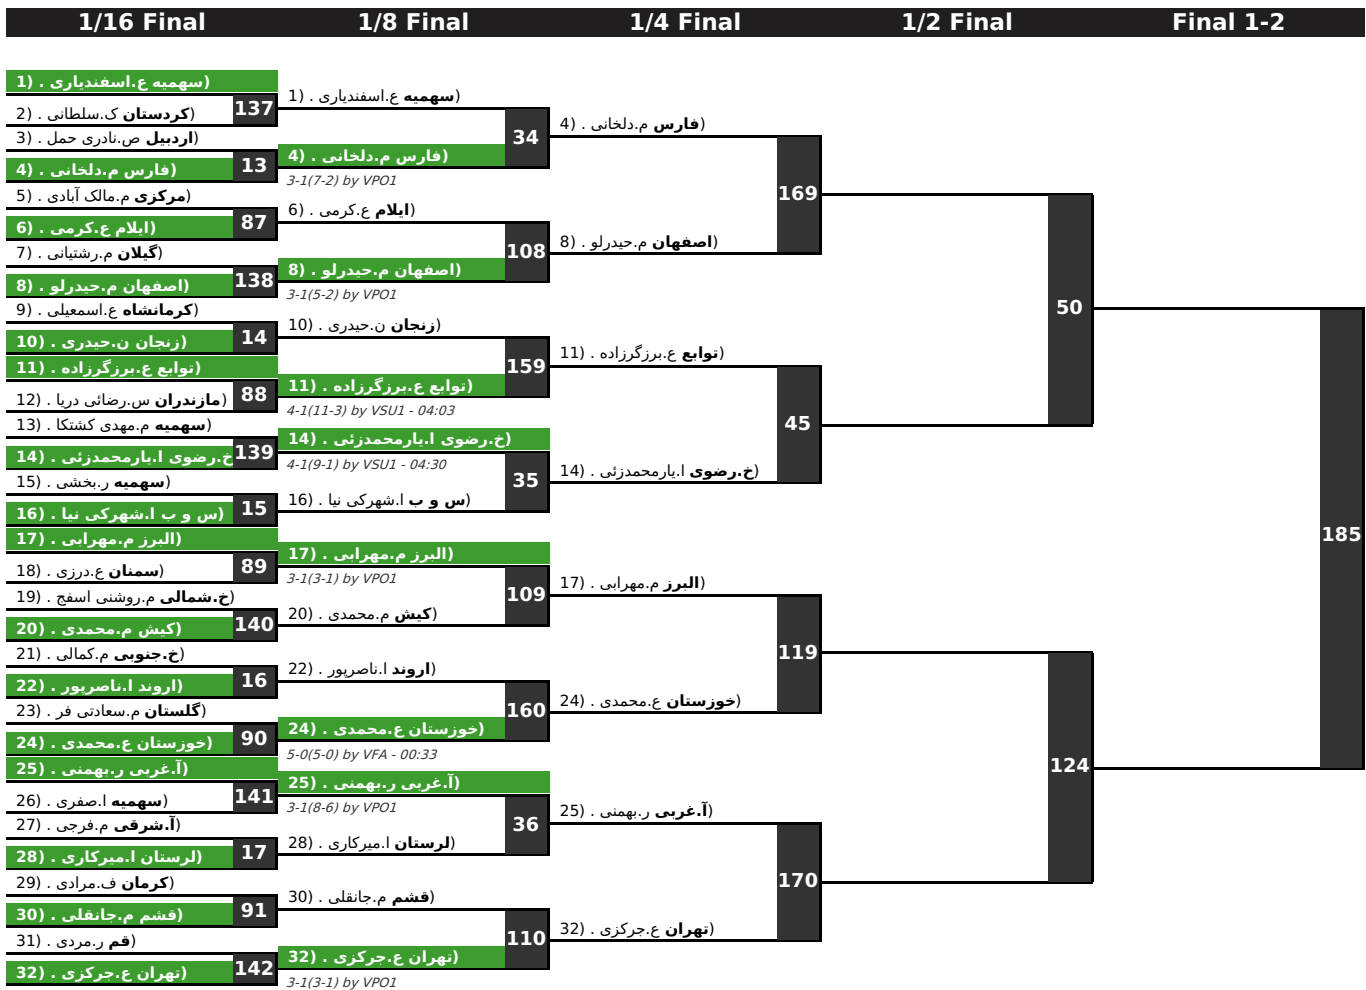 1/16 Final 1/8 Final 1/4 Final 1/2 Final Final 1-2
1) . سهمیه ع.اسفندیاری)
2) . کردستان ک.سلطانی)
137
3) . اردبیل ص.نادری حمل)
4) . فارس م.دلخانی)
13
5) . مرکزی م.مالک آبادی)
6) . ایلام ع.کرمی)
87
7) . گیلان م.رشتیانی)
8) . اصفهان م.حیدرلو)
138
9) . کرمانشاه ع.اسمعیلی)
10) . زنجان ن.حیدری)
14
11) . توابع ع.برزگرزاده)
12) . مازندران س.رضائی دریا)
88
13) . سهمیه م.مهدی کشتکا)
14) . خ.رضوی ا.یارمحمدزئی
139
15) . سهمیه ر.بخشی)
16) . س و ب ا.شهرکی نیا)
15
17) . البرز م.مهرابی)
18) . سمنان ع.درزی)
89
19) . خ.شمالی م.روشنی اسفج)
20) . کیش م.محمدی)
140
21) . خ.جنوبی م.کمالی)
22) . اروند ا.ناصرپور)
16
23) . گلستان م.سعادتی فر)
24) . خوزستان ع.محمدی)
90
25) . آ.غربی ر.بهمنی)
26) . سهمیه ا.صفری)
141
27) . آ.شرقی م.فرجی)
28) . لرستان ا.میرکاری)
17
29) . کرمان ف.مرادی)
30) . قشم م.جانقلی)
91
31) . قم ر.مردی)
32) . تهران ع.جرکزی)
142
1) . سهمیه ع.اسفندیاری)
34
4) . فارس م.دلخانی)
3-1(7-2) by VPO1
6) . ایلام ع.کرمی)
108
8) . اصفهان م.حیدرلو)
3-1(5-2) by VPO1
10) . زنجان ن.حیدری)
159
11) . توابع ع.برزگرزاده)
4-1(11-3) by VSU1 - 04:03
14) . خ.رضوی ا.یارمحمدزئی)
4-1(9-1) by VSU1 - 04:30
35
16) . س و ب ا.شهرکی نیا)
17) . البرز م.مهرابی)
3-1(3-1) by VPO1
109
20) . کیش م.محمدی)
22) . اروند ا.ناصرپور)
160
24) . خوزستان ع.محمدی)
5-0(5-0) by VFA - 00:33
25) . آ.غربی ر.بهمنی)
3-1(8-6) by VPO1
36
28) . لرستان ا.میرکاری)
30) . قشم م.جانقلی)
110
32) . تهران ع.جرکزی)
3-1(3-1) by VPO1
4) . فارس م.دلخانی)
169
8) . اصفهان م.حیدرلو)
11) . توابع ع.برزگرزاده)
45
14) . خ.رضوی ا.یارمحمدزئی)
17) . البرز م.مهرابی)
119
24) . خوزستان ع.محمدی)
25) . آ.غربی ر.بهمنی)
170
32) . تهران ع.جرکزی)
50
124
185